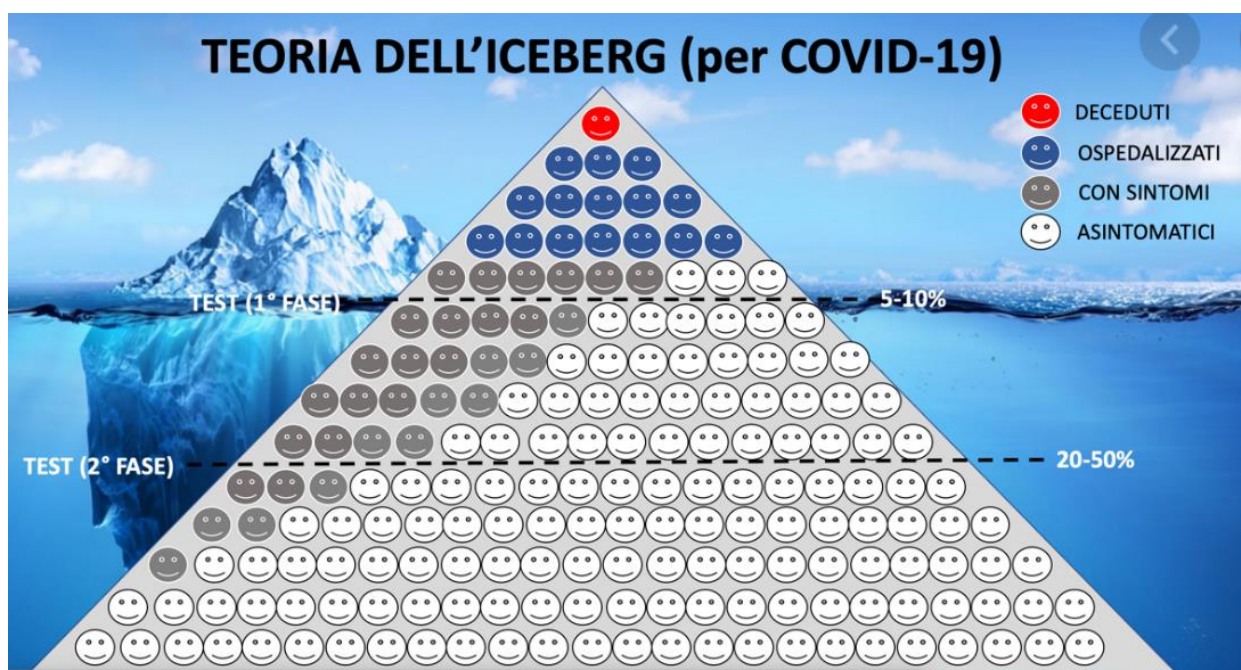 TEORIA DELL'ICEBERG (per COVID-19)
DECEDUTI
OSPEDALIZZATI
CON SINTOMI
ASINTOMATICI
TEST (1° FASE)
5-10%
TEST (2° FASE)
20-50%